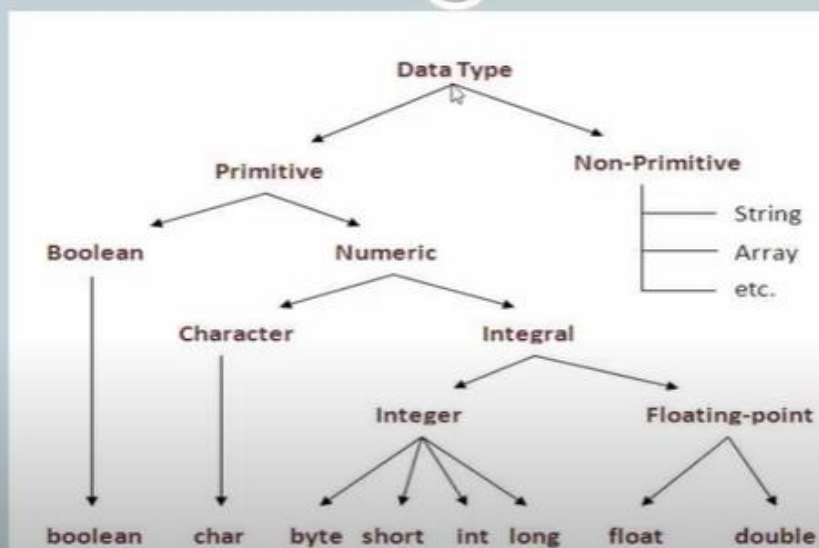 Data Type
Primitive Non-Primitive
String
Boolean Numeric Array
etc.
Character Integral
Integer Floating-point
boolean char byte short int long float double